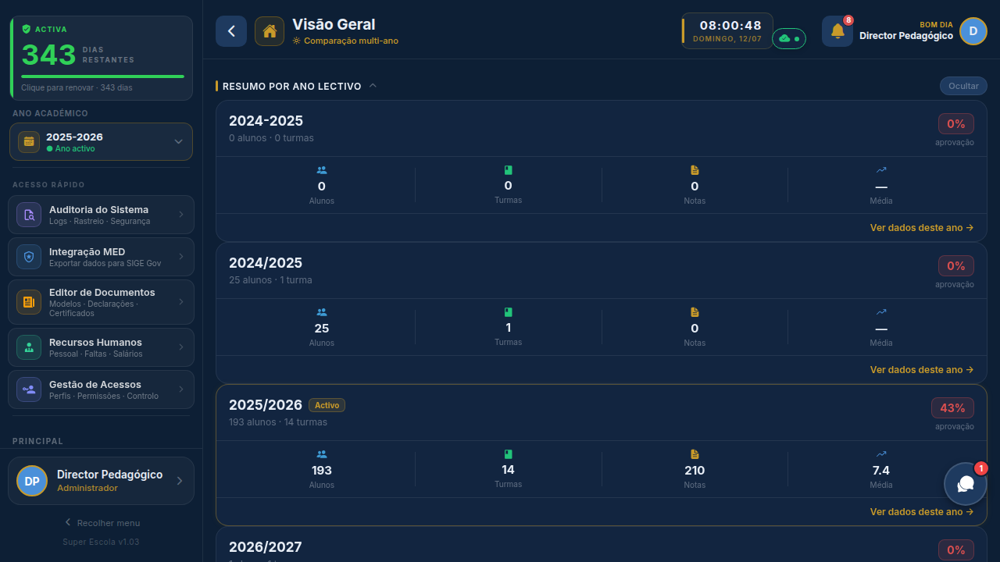 ACTIVA
343
DIAS
RESTANTES
Clique para renovar · 343 dias
ANO ACADÉMICO
2025-2026
Ano activo
ACESSO RÁPIDO
Auditoria do Sistema
Logs · Rastreio · Segurança
Integração MED
Exportar dados para SIGE Gov
Editor de Documentos
Modelos · Declarações ·
Certificados
Recursos Humanos
Pessoal · Faltas · Salários
Gestão de Acessos
Perfis · Permissões · Controlo
PRINCIPAL
DP
Director Pedagógico
Administrador
Recolher menu
Super Escola v1.03
Visão Geral
Comparação multi-ano
08:00:48
DOMINGO, 12/07
8
BOM DIA
Director Pedagógico
D
RESUMO POR ANO LECTIVO
Ocultar
2024-2025
0 alunos · 0 turmas
0%
aprovação
0
Alunos
0
Turmas
0
Notas
—
Média
Ver dados deste ano →
2024/2025
25 alunos · 1 turma
0%
aprovação
25
Alunos
1
Turmas
0
Notas
—
Média
Ver dados deste ano →
2025/2026 Activo
193 alunos · 14 turmas
43%
aprovação
193
Alunos
14
Turmas
210
Notas
7.4
Média
1
Ver dados deste ano →
2026/2027
0%